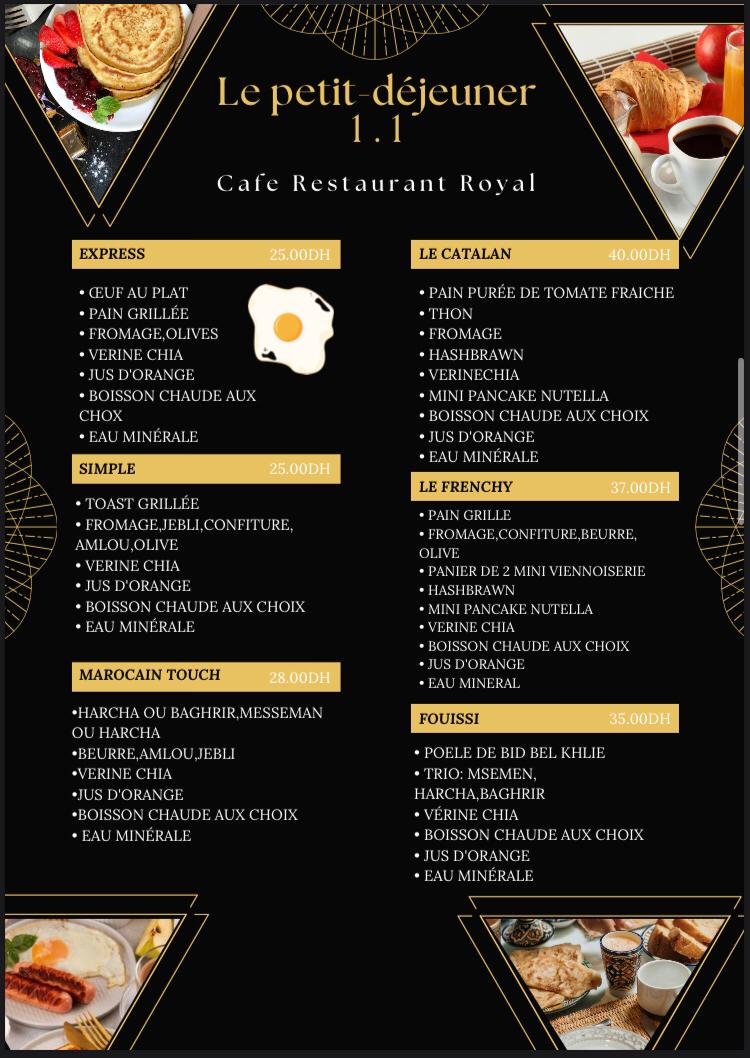 Le petit-déjeuner
1.1
Cafe Restaurant Royal
EXPRESS 25.00DH
• ŒUF AU PLAT
• PAIN GRILLÉE
• FROMAGE,OLIVES
• VERINE CHIA
• JUS D'ORANGE
• BOISSON CHAUDE AUX
CHOX
• EAU MINÉRALE
SIMPLE 25.00DH
• TOAST GRILLÉE
• FROMAGE,JEBLI,CONFITURE,
AMLOU,OLIVE
• VERINE CHIA
• JUS D'ORANGE
• BOISSON CHAUDE AUX CHOIX
• EAU MINÉRALE
MAROCAIN TOUCH 28.00DH
•HARCHA OU BAGHRIR,MESSEMAN
OU HARCHA
•BEURRE,AMLOU,JEBLI
•VERINE CHIA
•JUS D'ORANGE
•BOISSON CHAUDE AUX CHOIX
• EAU MINÉRALE
LE CATALAN 40.00DH
• PAIN PURÉE DE TOMATE FRAICHE
• THON
• FROMAGE
• HASHBRAWN
• VERINECHIA
• MINI PANCAKE NUTELLA
• BOISSON CHAUDE AUX CHOIX
• JUS D'ORANGE
• EAU MINÉRALE
LE FRENCHY 37.00DH
• PAIN GRILLE
• FROMAGE,CONFITURE,BEURRE,
OLIVE
• PANIER DE 2 MINI VIENNOISERIE
• HASHBRAWN
• MINI PANCAKE NUTELLA
• VERINE CHIA
• BOISSON CHAUDE AUX CHOIX
• JUS D'ORANGE
• EAU MINERAL
FOUISSI 35.00DH
• POELE DE BID BEL KHLIE
• TRIO: MSEMEN,
HARCHA,BAGHRIR
• VÉRINE CHIA
• BOISSON CHAUDE AUX CHOIX
• JUS D'ORANGE
• EAU MINÉRALE